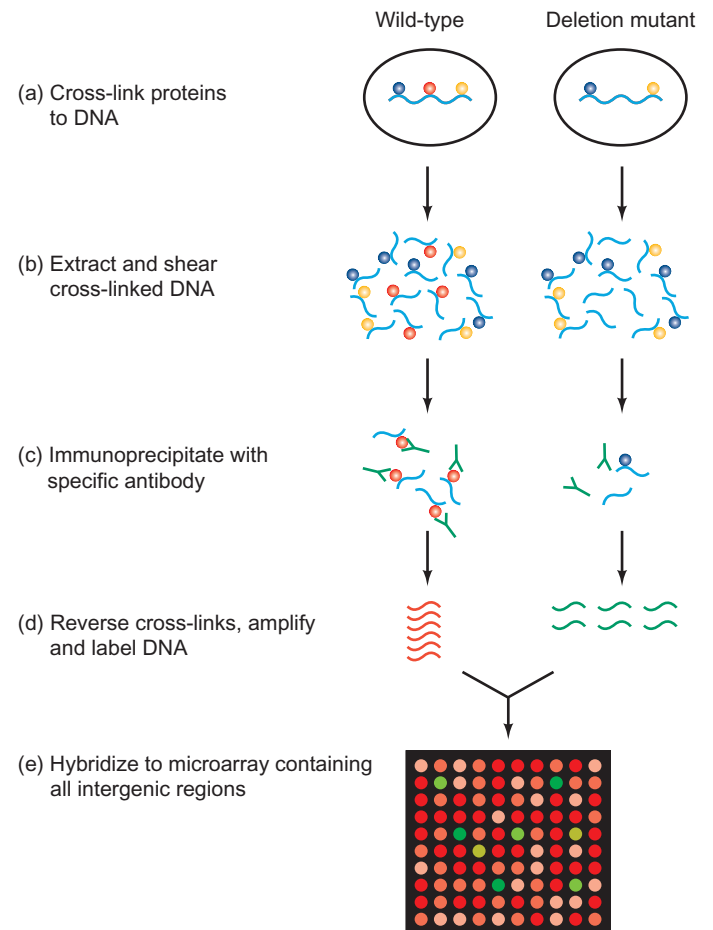 Wild-type
Deletion mutant
(a) Cross-link proteins
to DNA
(b) Extract and shear
cross-linked DNA
(c) Immunoprecipitate with
specific antibody
(d) Reverse cross-links, amplify
and label DNA
(e) Hybridize to microarray containing
all intergenic regions